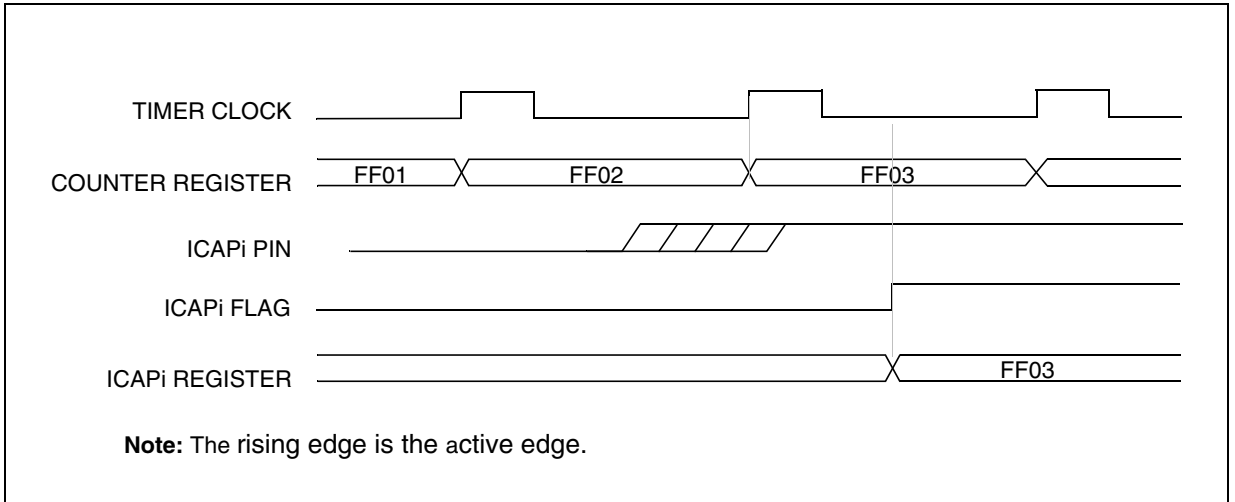 TIMER CLOCK
COUNTER REGISTER FF01 FF02 FF03
ICAPi PIN
ICAPi FLAG
ICAPi REGISTER FF03
Note: The rising edge is the active edge.